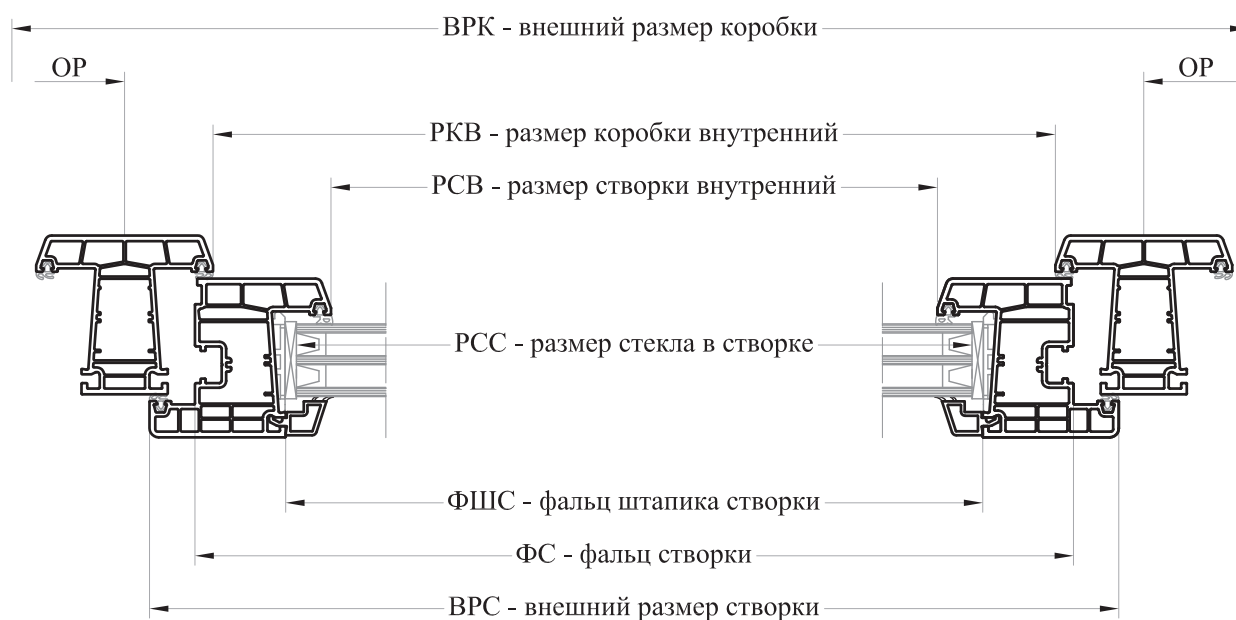 ВРК - внешний размер коробки
ОР
ОР
РКВ - размер коробки внутренний
РСВ - размер створки внутренний
РСС - размер стекла в створке
ФШС - фальц штапика створки
ФС - фальц створки
ВРС - внешний размер створки